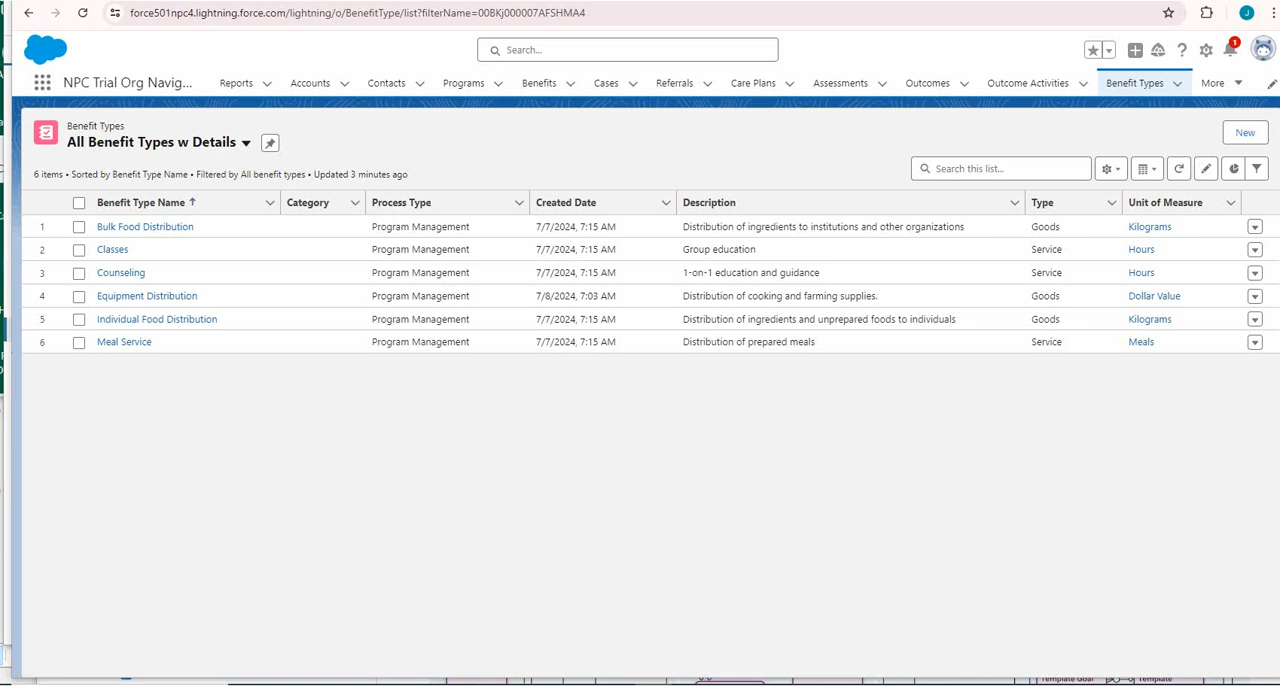 force501npc4.lightning.force.com/lightning/o/BenefitType/list?filterName=00BKj000007AFSHMA4
J
Search...
1
NPC Trial Org Navig...
Reports
Accounts
Contacts
Programs
Benefits
Cases
Referrals
Care Plans
Assessments
Outcomes
Outcome Activities
Benefit Types
More
Benefit Types
All Benefit Types w Details
New
6 items • Sorted by Benefit Type Name • Filtered by All benefit types • Updated 3 minutes ago
Search this list...
Benefit Type Name Category Process Type Created Date Description Type Unit of Measure
1 Bulk Food Distribution Program Management 7/7/2024, 7:15 AM Distribution of ingredients to institutions and other organizations Goods Kilograms
2 Classes Program Management 7/7/2024, 7:15 AM Group education Service Hours
3 Counseling Program Management 7/7/2024, 7:15 AM 1-on-1 education and guidance Service Hours
4 Equipment Distribution Program Management 7/8/2024, 7:03 AM Distribution of cooking and farming supplies. Goods Dollar Value
5 Individual Food Distribution Program Management 7/7/2024, 7:15 AM Distribution of ingredients and unprepared foods to individuals Goods Kilograms
6 Meal Service Program Management 7/7/2024, 7:15 AM Distribution of prepared meals Service Meals
Template Goal
Template